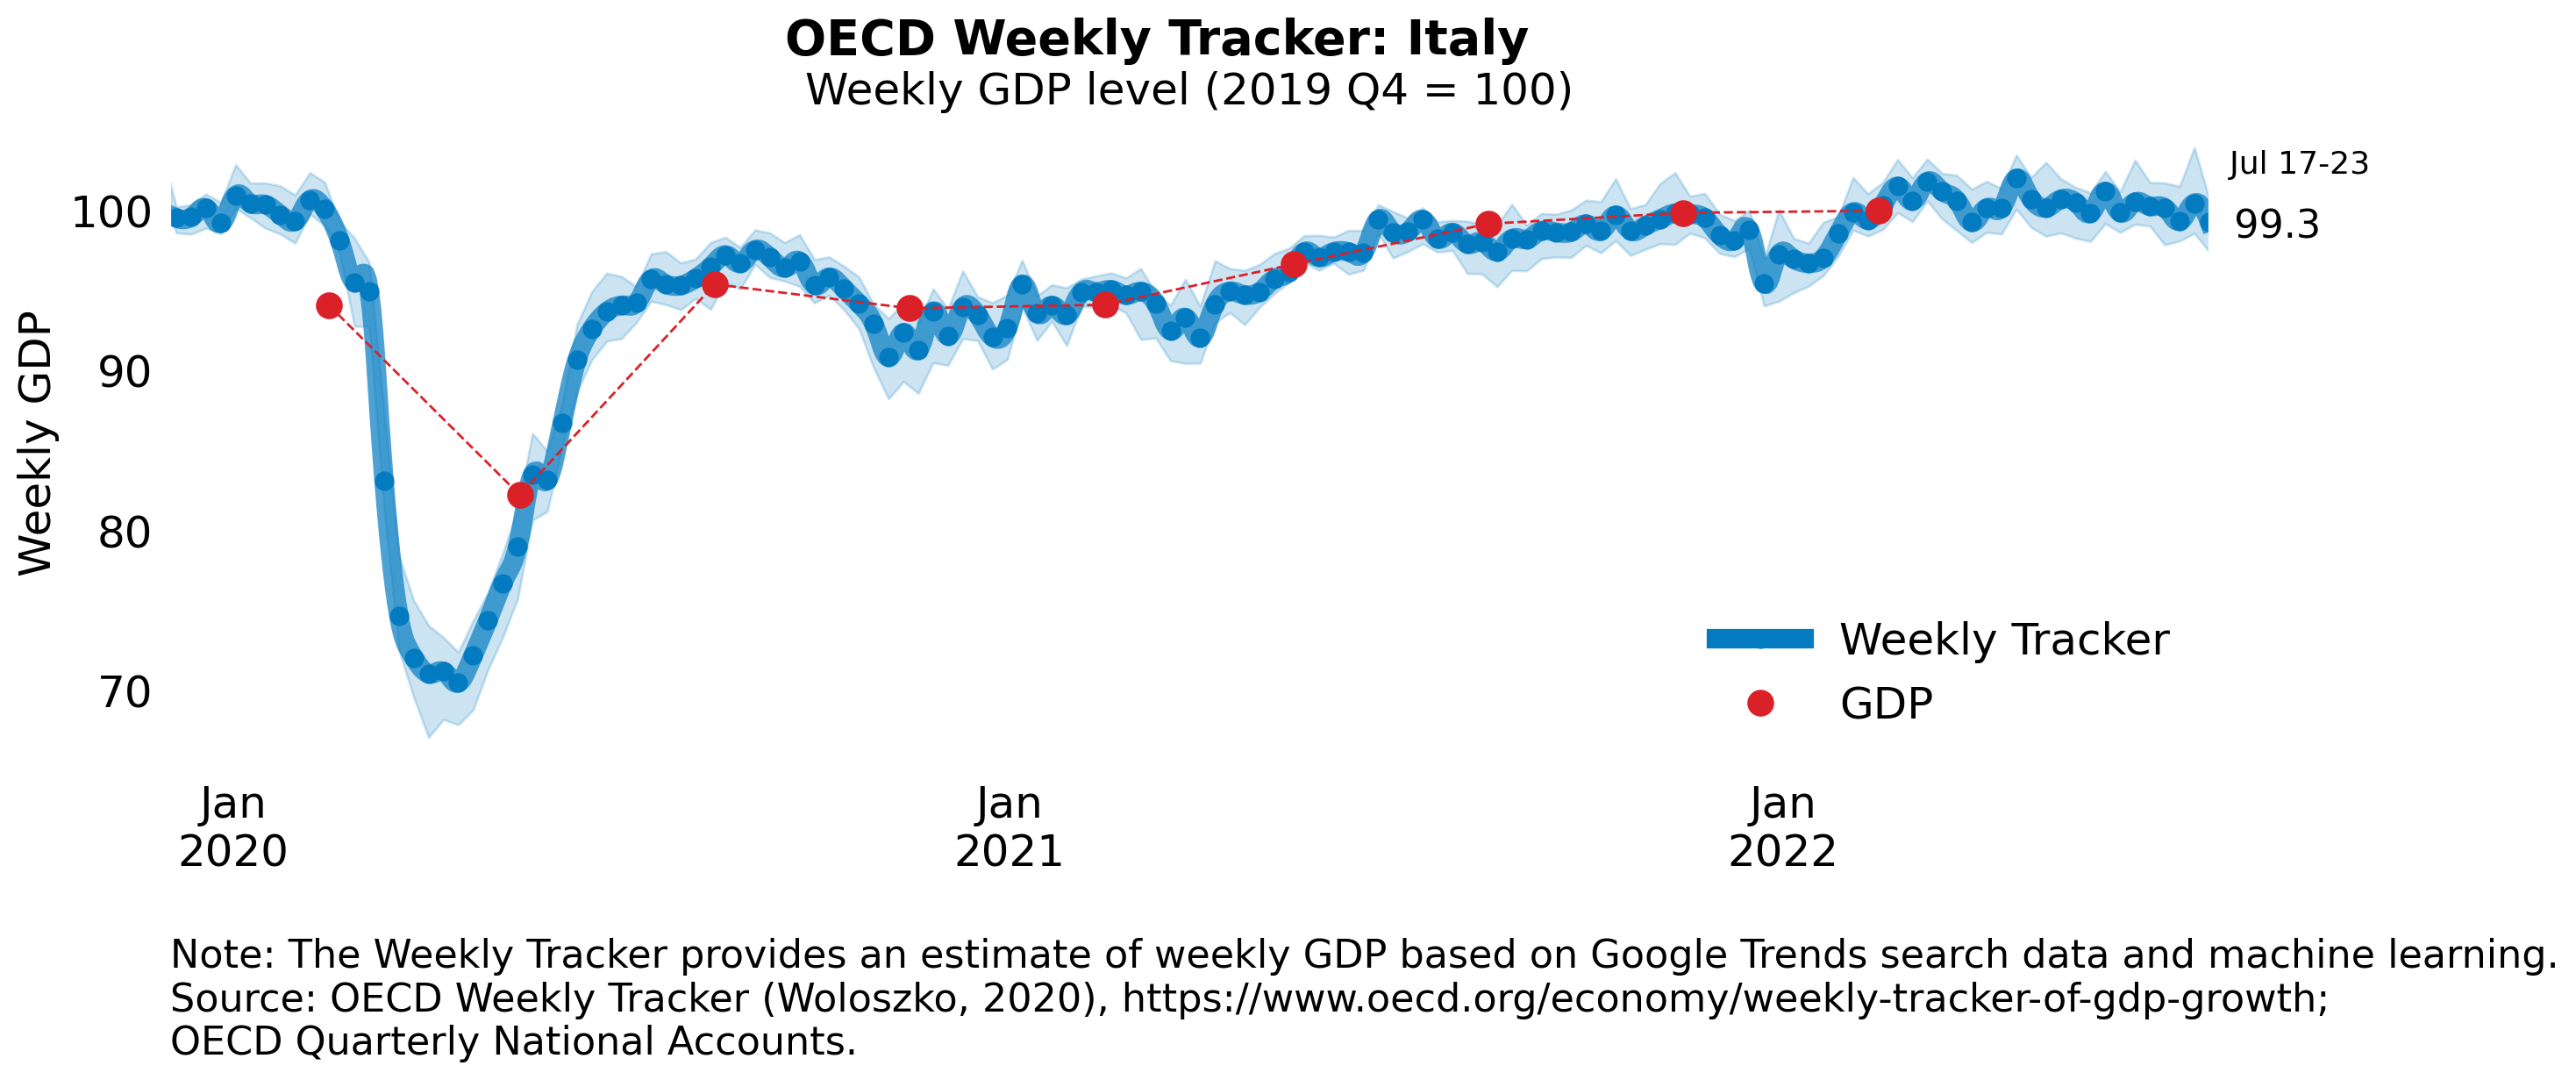 OECD Weekly Tracker: Italy
Weekly GDP level (2019 Q4 = 100)
Jul 17-23
99.3
Weekly GDP
100
90
80
70
Weekly Tracker
GDP
Jan
2020
Jan
2021
Jan
2022
Note: The Weekly Tracker provides an estimate of weekly GDP based on Google Trends search data and machine learning.
Source: OECD Weekly Tracker (Woloszko, 2020), https://www.oecd.org/economy/weekly-tracker-of-gdp-growth;
OECD Quarterly National Accounts.